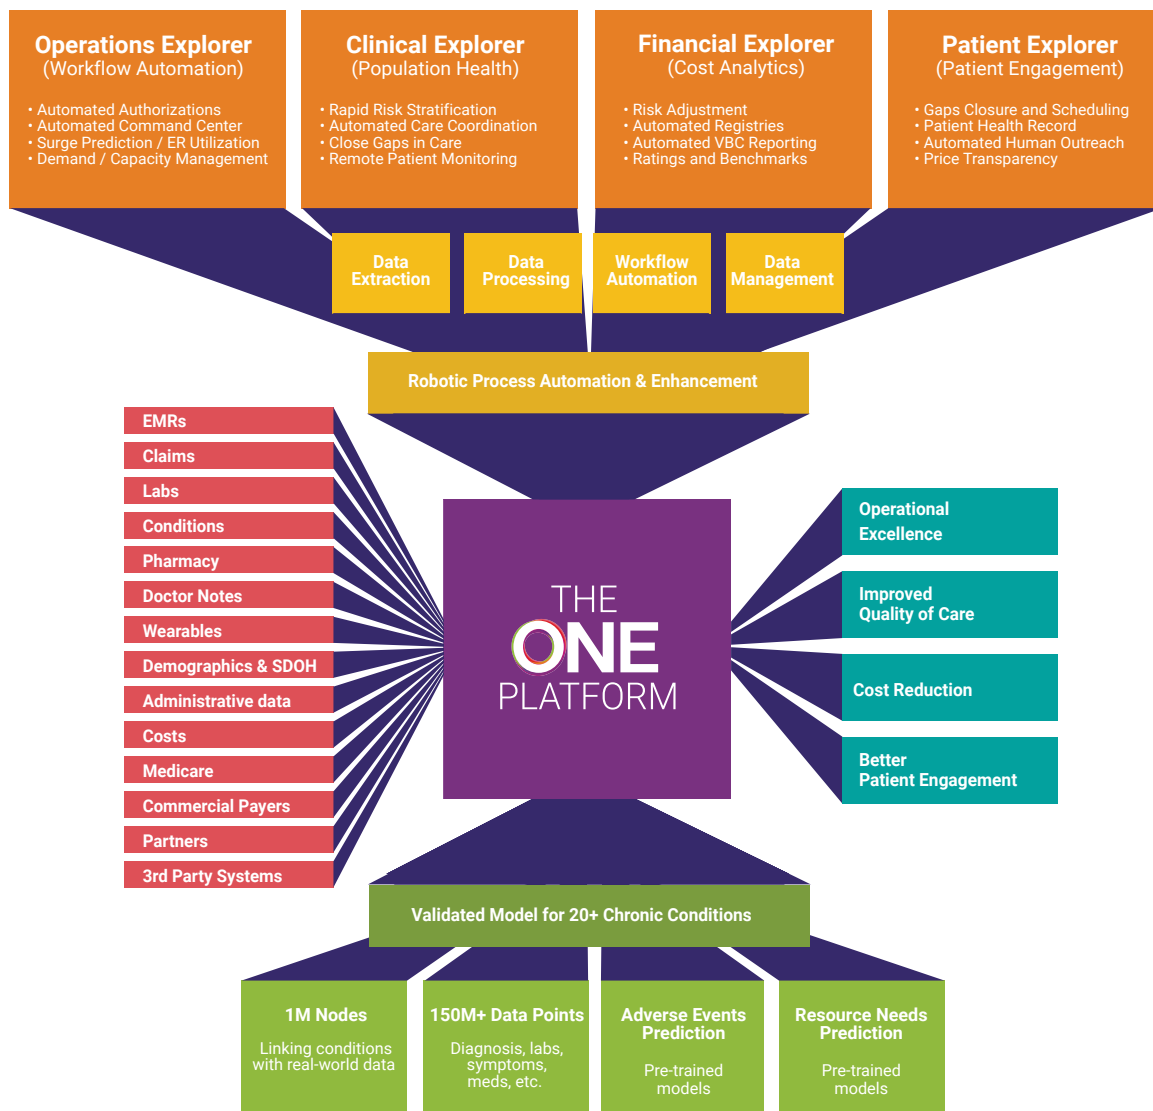 Operations Explorer
(Workflow Automation)
• Automated Authorizations
• Automated Command Center
• Surge Prediction / ER Utilization
• Demand / Capacity Management
Clinical Explorer
(Population Health)
• Rapid Risk Stratification
• Automated Care Coordination
• Close Gaps in Care
• Remote Patient Monitoring
Financial Explorer
(Cost Analytics)
• Risk Adjustment
• Automated Registries
• Automated VBC Reporting
• Ratings and Benchmarks
Patient Explorer
(Patient Engagement)
• Gaps Closure and Scheduling
• Patient Health Record
• Automated Human Outreach
• Price Transparency
Data
Extraction
Data
Processing
Workflow
Automation
Data
Management
Robotic Process Automation & Enhancement
EMRs
Claims
Labs
Conditions
Pharmacy
Doctor Notes
Wearables
Demographics & SDOH
Administrative data
Costs
Medicare
Commercial Payers
Partners
3rd Party Systems
THE
ONE
PLATFORM
Operational
Excellence
Improved
Quality of Care
Cost Reduction
Better
Patient Engagement
Validated Model for 20+ Chronic Conditions
1M Nodes
Linking conditions
with real-world data
150M+ Data Points
Diagnosis, labs,
symptoms,
meds, etc.
Adverse Events
Prediction
Pre-trained
models
Resource Needs
Prediction
Pre-trained
models